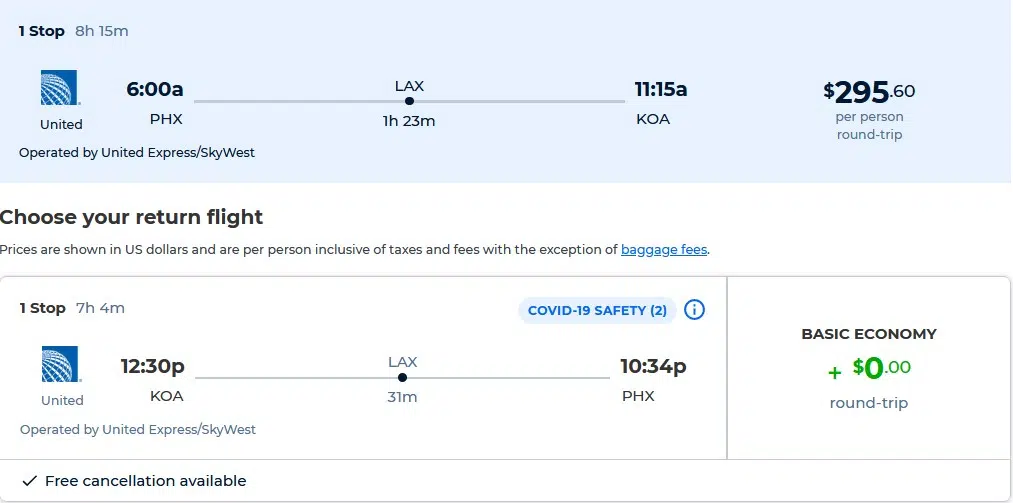 1 Stop 8h 15m
6:00a LAX 11:15a $295.60
PHX 1h 23m KOA per person
United round-trip
Operated by United Express/SkyWest
Choose your return flight
Prices are shown in US dollars and are per person inclusive of taxes and fees with the exception of baggage fees.
1 Stop 7h 4m COVID-19 SAFETY (2) i
BASIC ECONOMY
12:30p LAX 10:34p + $0.00
KOA 31m PHX
United round-trip
Operated by United Express/SkyWest
Free cancellation available